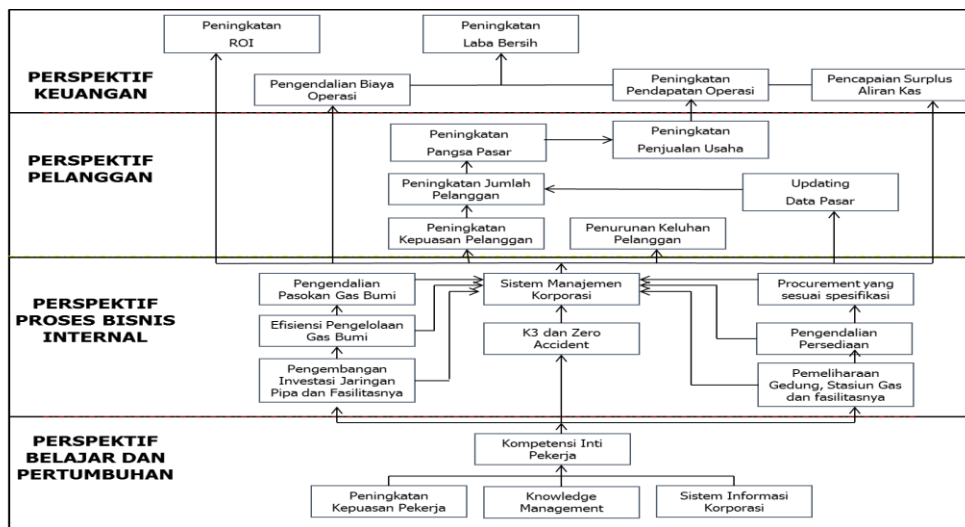 Peningkatan
ROI
Peningkatan
Laba Bersih
PERSPEKTIF
KEUANGAN
Pengendalian Biaya
Operasi
Peningkatan
Pendapatan Operasi
Pencapaian Surplus
Aliran Kas
PERSPEKTIF
PELANGGAN
Peningkatan
Pangsa Pasar
Peningkatan
Penjualan Usaha
Peningkatan Jumlah
Pelanggan
Updating
Data Pasar
Peningkatan
Kepuasan Pelanggan
Penurunan Keluhan
Pelanggan
PERSPEKTIF
PROSES BISNIS
INTERNAL
Pengendalian
Pasokan Gas Bumi
Sistem Manajemen
Korporasi
Procurement yang
sesuai spesifikasi
Efisiensi Pengelolaan
Gas Bumi
K3 dan Zero
Accident
Pengendalian
Persediaan
Pengembangan
Investasi Jaringan
Pipa dan Fasilitasnya
Pemeliharaan
Gedung, Stasiun Gas
dan fasilitasnya
PERSPEKTIF
BELAJAR DAN
PERTUMBUHAN
Kompetensi Inti
Pekerja
Peningkatan
Kepuasan Pekerja
Knowledge
Management
Sistem Informasi
Korporasi